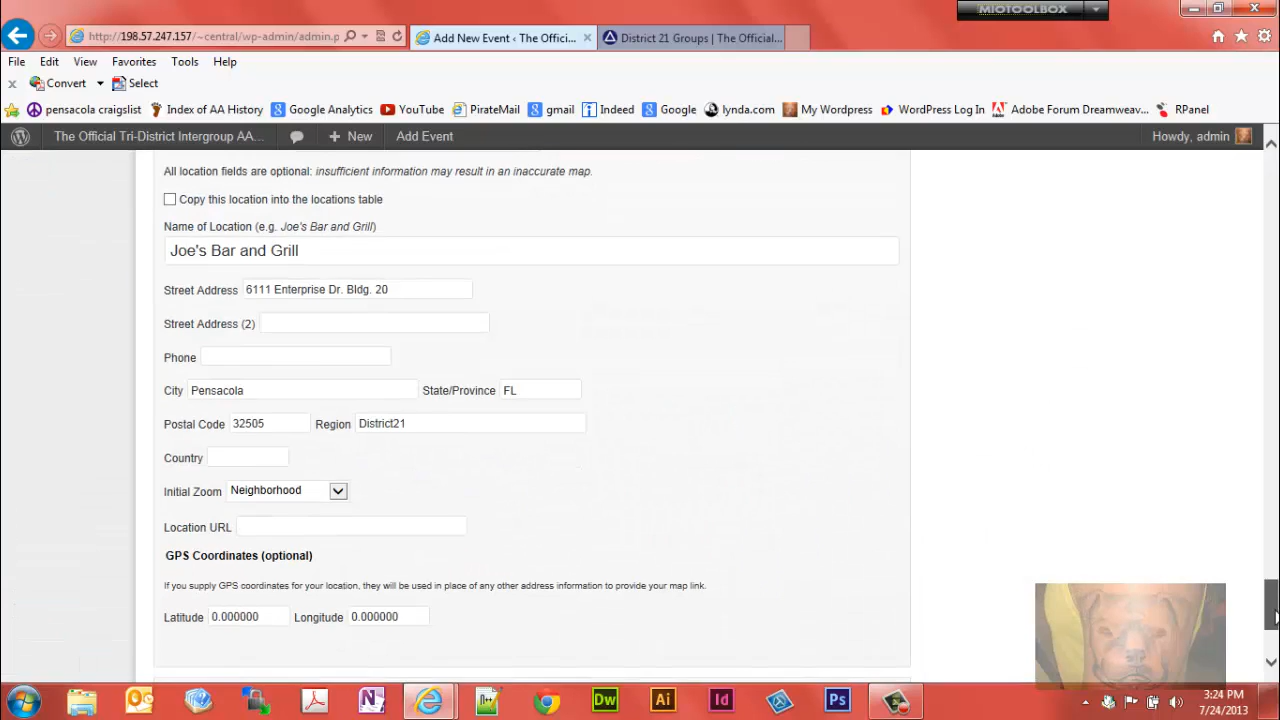 MIOTOOLBOX
http://198.57.247.157/~central/wp-admin/admin.p
Add New Event ‹ The Offici...
District 21 Groups | The Official...
File Edit View Favorites Tools Help
x Convert Select
pensacola craigslist Index of AA History Google Analytics YouTube PirateMail gmail Indeed Google lynda.com My Wordpress WordPress Log In Adobe Forum Dreamweav... RPanel
The Official Tri-District Intergroup AA... + New Add Event Howdy, admin
All location fields are optional: insufficient information may result in an inaccurate map.
Copy this location into the locations table
Name of Location (e.g. Joe's Bar and Grill)
Joe's Bar and Grill
Street Address 6111 Enterprise Dr. Bldg. 20
Street Address (2)
Phone
City Pensacola State/Province FL
Postal Code 32505 Region District21
Country
Initial Zoom Neighborhood
Location URL
GPS Coordinates (optional)
If you supply GPS coordinates for your location, they will be used in place of any other address information to provide your map link.
Latitude 0.000000 Longitude 0.000000
Dw Ai Id Ps
3:24 PM
7/24/2013